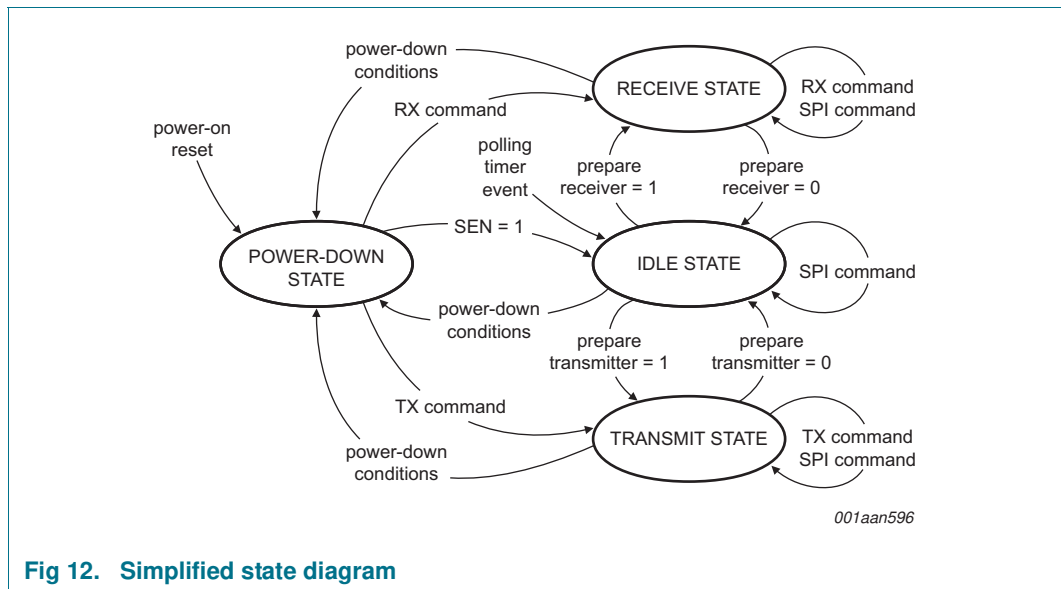 power-down
conditions
RECEIVE STATE
RX command
SPI command
RX command
power-on
reset
polling
timer
event
prepare
receiver = 1
prepare
receiver = 0
SEN = 1
POWER-DOWN
STATE
IDLE STATE
SPI command
power-down
conditions
prepare
transmitter = 1
prepare
transmitter = 0
TX command
TRANSMIT STATE
TX command
SPI command
power-down
conditions
001aan596
Fig 12. Simplified state diagram